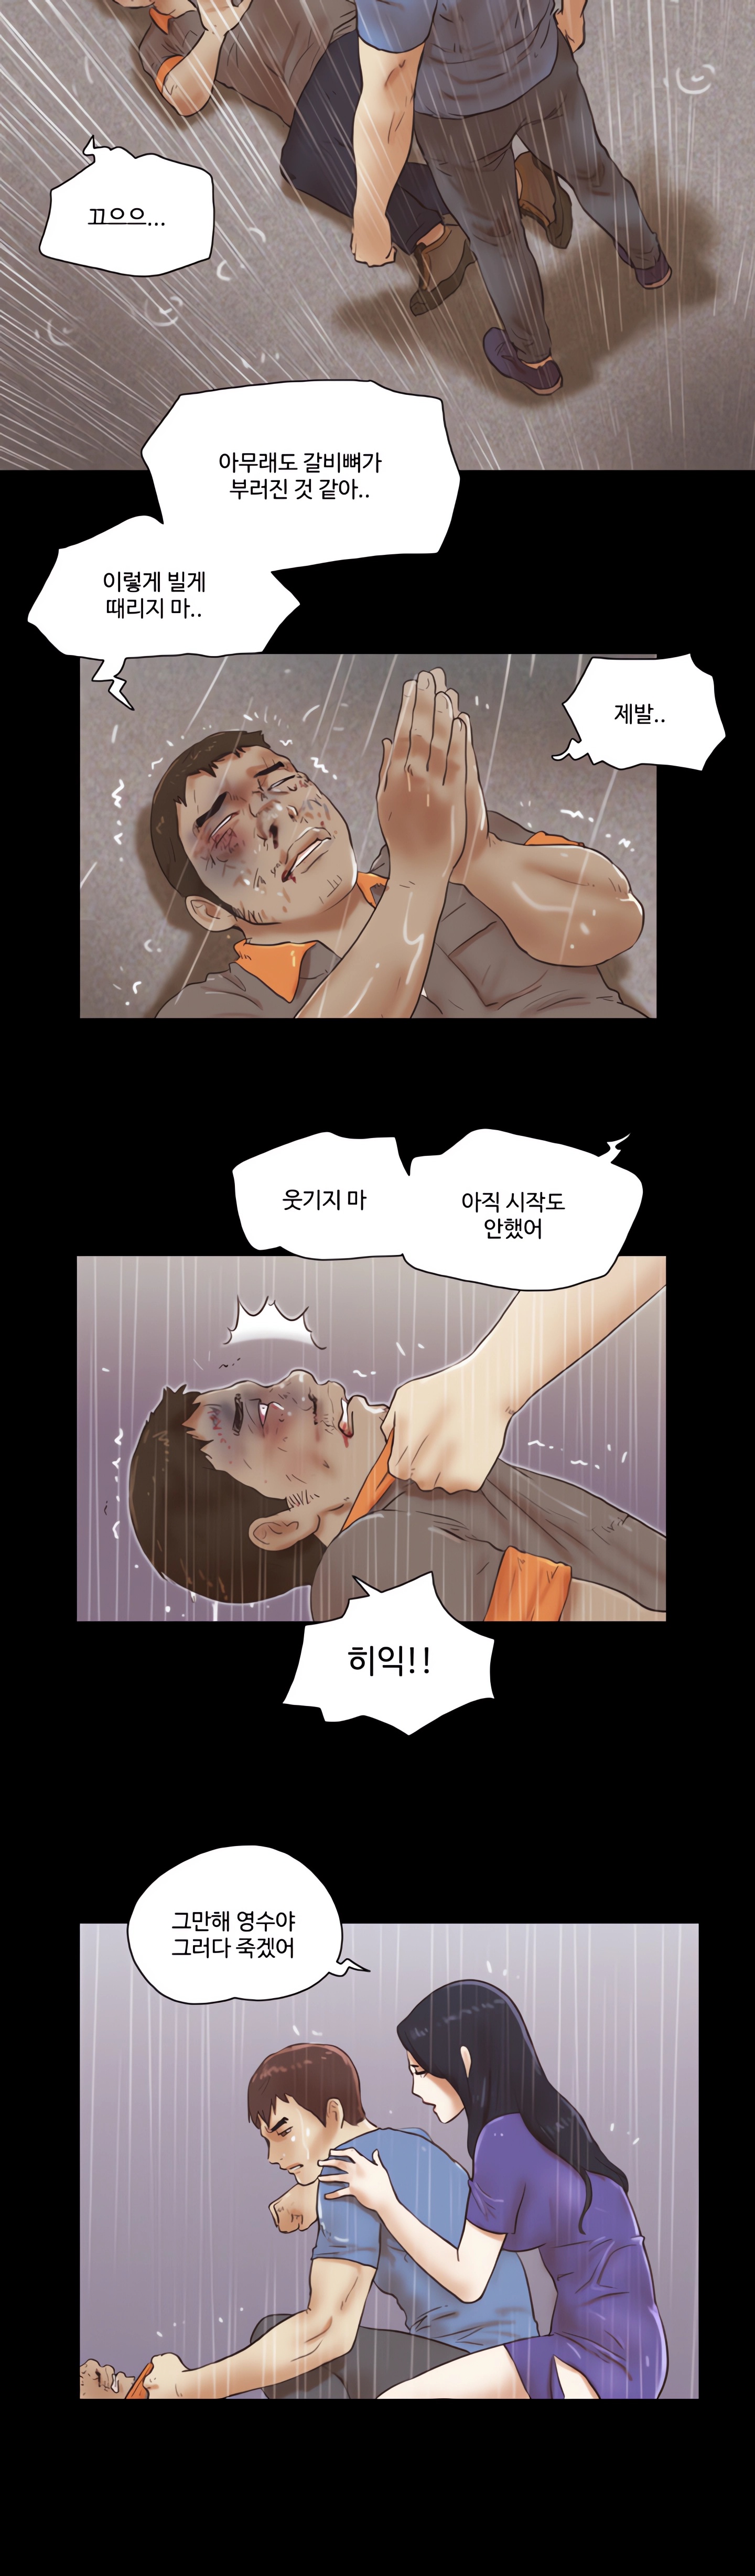 끄으으...
아무래도 갈비뼈가
부러진 것 같아..
이렇게 빌게
때리지 마..
제발..
웃기지 마
아직 시작도
안했어
히익!!
그만해 영수야
그러다 죽겠어